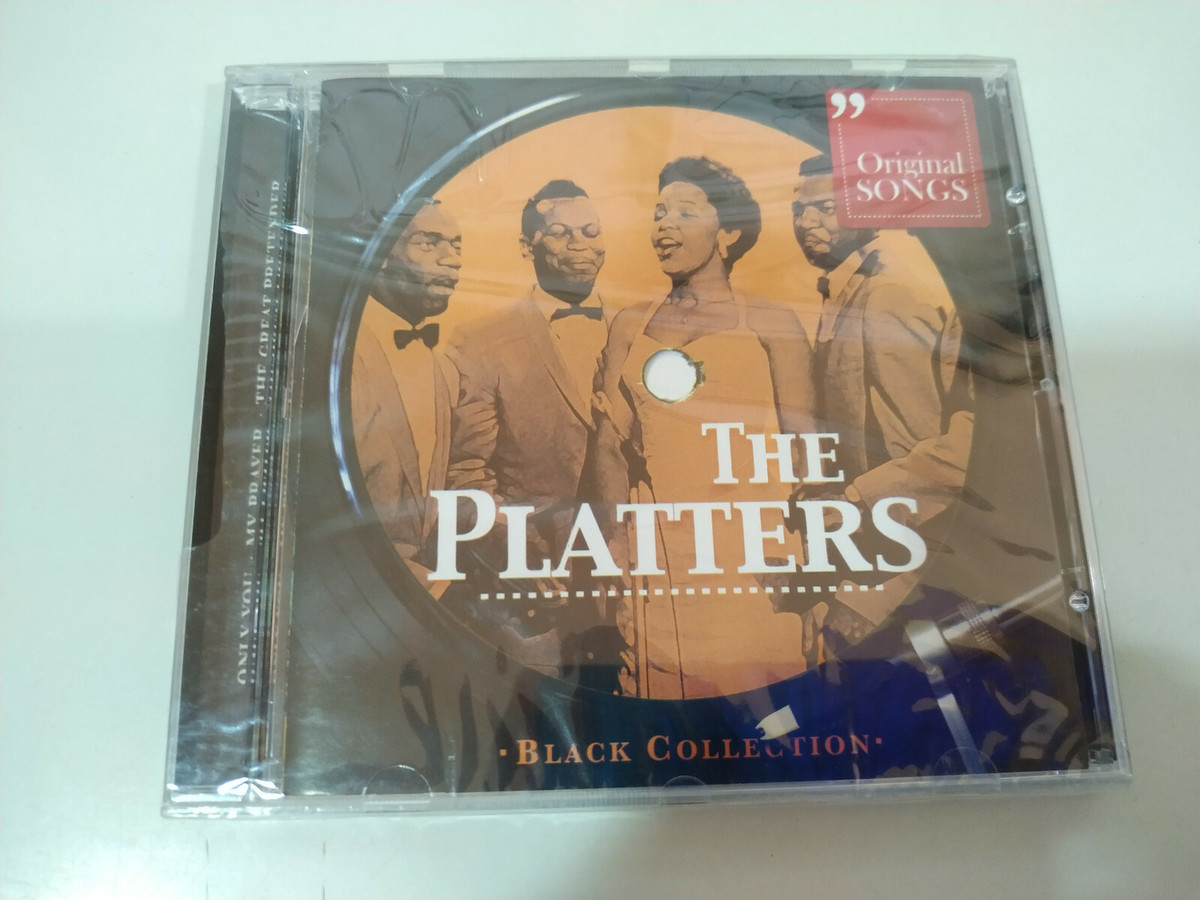 ”
Original
SONGS
THE
PLATTERS
·BLACK COLLECTION·
ONLY YOU · MY PRAYER · THE GREAT PRETENDER